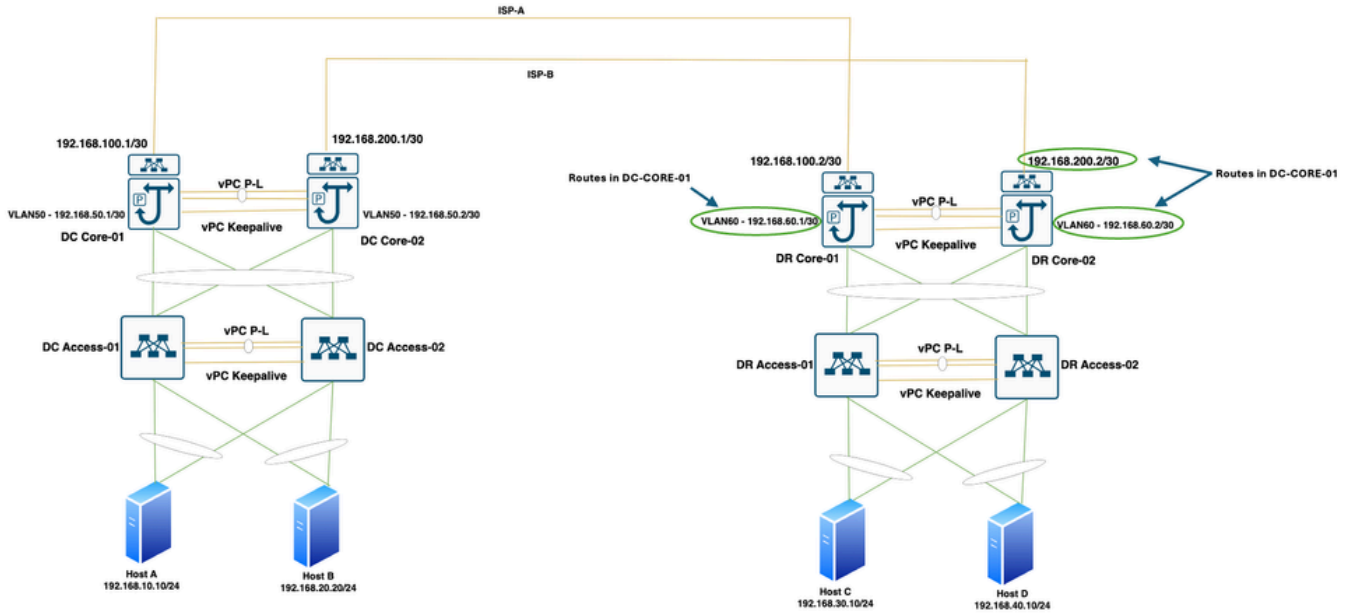 ISP-A
ISP-B
192.168.100.1/30
192.168.200.1/30
vPC P-L
VLAN50 - 192.168.50.1/30
VLAN50 - 192.168.50.2/30
vPC Keepalive
DC Core-01
DC Core-02
P
P
DC Access-01
vPC P-L
DC Access-02
vPC Keepalive
Host A
192.168.10.10/24
Host B
192.168.20.20/24
192.168.100.2/30
192.168.200.2/30
Routes in DC-CORE-01
Routes in DC-CORE-01
vPC P-L
VLAN60 - 192.168.60.1/30
VLAN60 - 192.168.60.2/30
vPC Keepalive
DR Core-01
DR Core-02
P
P
DR Access-01
vPC P-L
DR Access-02
vPC Keepalive
Host C
192.168.30.10/24
Host D
192.168.40.10/24